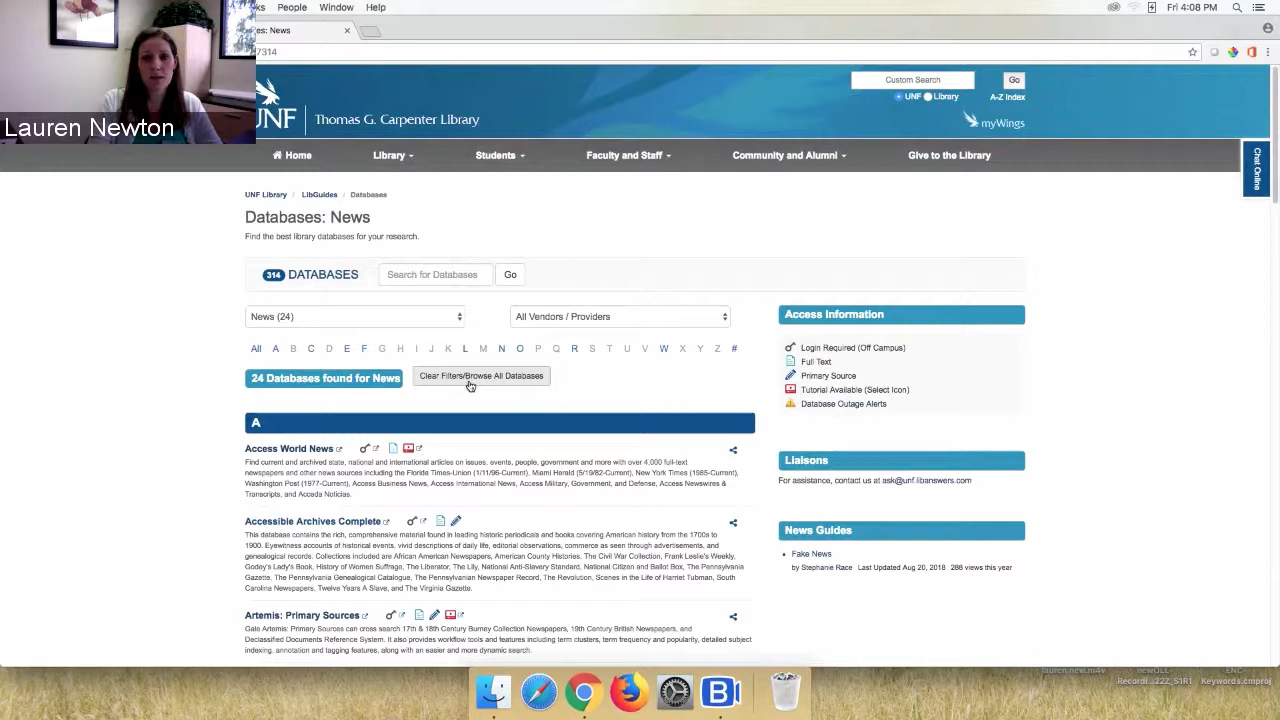 ks People Window Help Fri 4:08 PM
es: News
7314
Lauren Newton
UNF Thomas G. Carpenter Library
Custom Search Go
UNF Library A-Z Index
myWings
Home Library Students Faculty and Staff Community and Alumni Give to the Library
Chat Online
UNF Library / LibGuides / Databases
Databases: News
Find the best library databases for your research.
314 DATABASES Search for Databases Go
News (24) All Vendors / Providers
All A B C D E F G H I J K L M N O P Q R S T U V W X Y Z #
24 Databases found for News Clear Filters/Browse All Databases
A
Access World News
Find current and archived state, national and international articles on issues, events, people, government and more with over 4,000 full-text
newspapers and other news sources including the Florida Times-Union (1/11/96-Current), Miami Herald (5/19/82-Current), New York Times (1985-Current),
Washington Post (1977-Current), Access Business News, Access International News, Access Military, Government, and Defense, Access Newswires &
Transcripts, and Accada Noticias.
Accessible Archives Complete
This database contains the rich, comprehensive material found in leading historic periodicals and books covering American history from the 1700s to
1900. Eyewitness accounts of historical events, vivid descriptions of daily life, editorial observations, commerce as seen through advertisements, and
genealogical records. Collections included are African American Newspapers, American County Histories, The Civil War Collection, Frank Leslie's Weekly,
Godey's Lady's Book, History of Women Suffrage, The Liberator, The Lily, National Anti-Slavery Standard, National Citizen and Ballot Box, The Pennsylvania
Gazette, The Pennsylvania Genealogical Catalogue, The Pennsylvanian Newspaper Record, The Revolution, Scenes in the Life of Harriet Tubman, South
Carolina Newspapers, Twelve Years A Slave, and The Virginia Gazette.
Artemis: Primary Sources
Gale Artemis: Primary Sources can cross search 17th & 18th Century Burney Collection Newspapers, 19th Century British Newspapers, and
Declassified Documents Reference System. It also provides workflow tools and features including term clusters, term frequency and popularity, detailed subject
indexing, annotation and tagging features, along with an easier and more dynamic search.
Access Information
Login Required (Off Campus)
Full Text
Primary Source
Tutorial Available (Select Icon)
Database Outage Alerts
Liaisons
For assistance, contact us at ask@unf.libanswers.com
News Guides
Fake News
by Stephanie Race Last Updated Aug 20, 2018 288 views this year
lauren new.m4v newOLL- ENC-
Recordi...22Z_S1R1 Keywords.cmproj
B